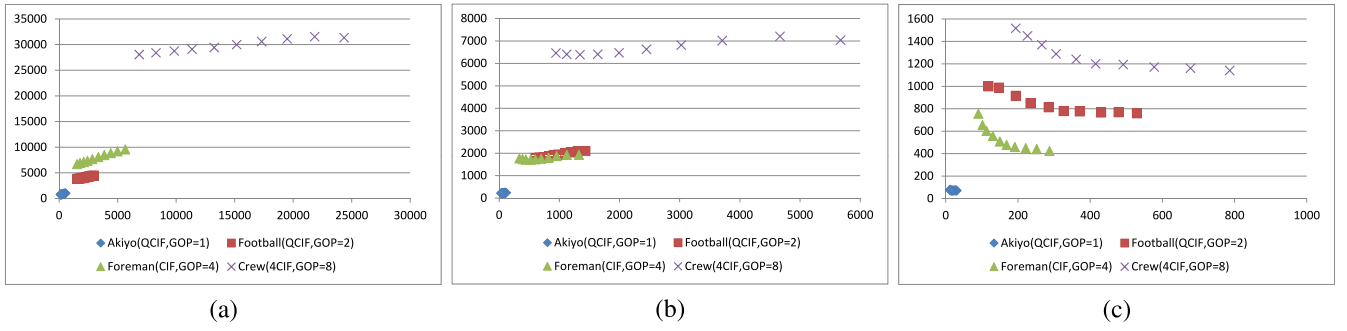 35000
30000
25000
20000
15000
10000
5000
0
0 5000 10000 15000 20000 25000 30000
Akiyo(QCIF,GOP=1) Football(QCIF,GOP=2)
Foreman(CIF,GOP=4) Crew(4CIF,GOP=8)
(a)
8000
7000
6000
5000
4000
3000
2000
1000
0
0 1000 2000 3000 4000 5000 6000
Akiyo(QCIF,GOP=1) Football(QCIF,GOP=2)
Foreman(CIF,GOP=4) Crew(4CIF,GOP=8)
(b)
1600
1400
1200
1000
800
600
400
200
0
0 200 400 600 800 1000
Akiyo(QCIF,GOP=1) Football(QCIF,GOP=2)
Foreman(CIF,GOP=4) Crew(4CIF,GOP=8)
(c)